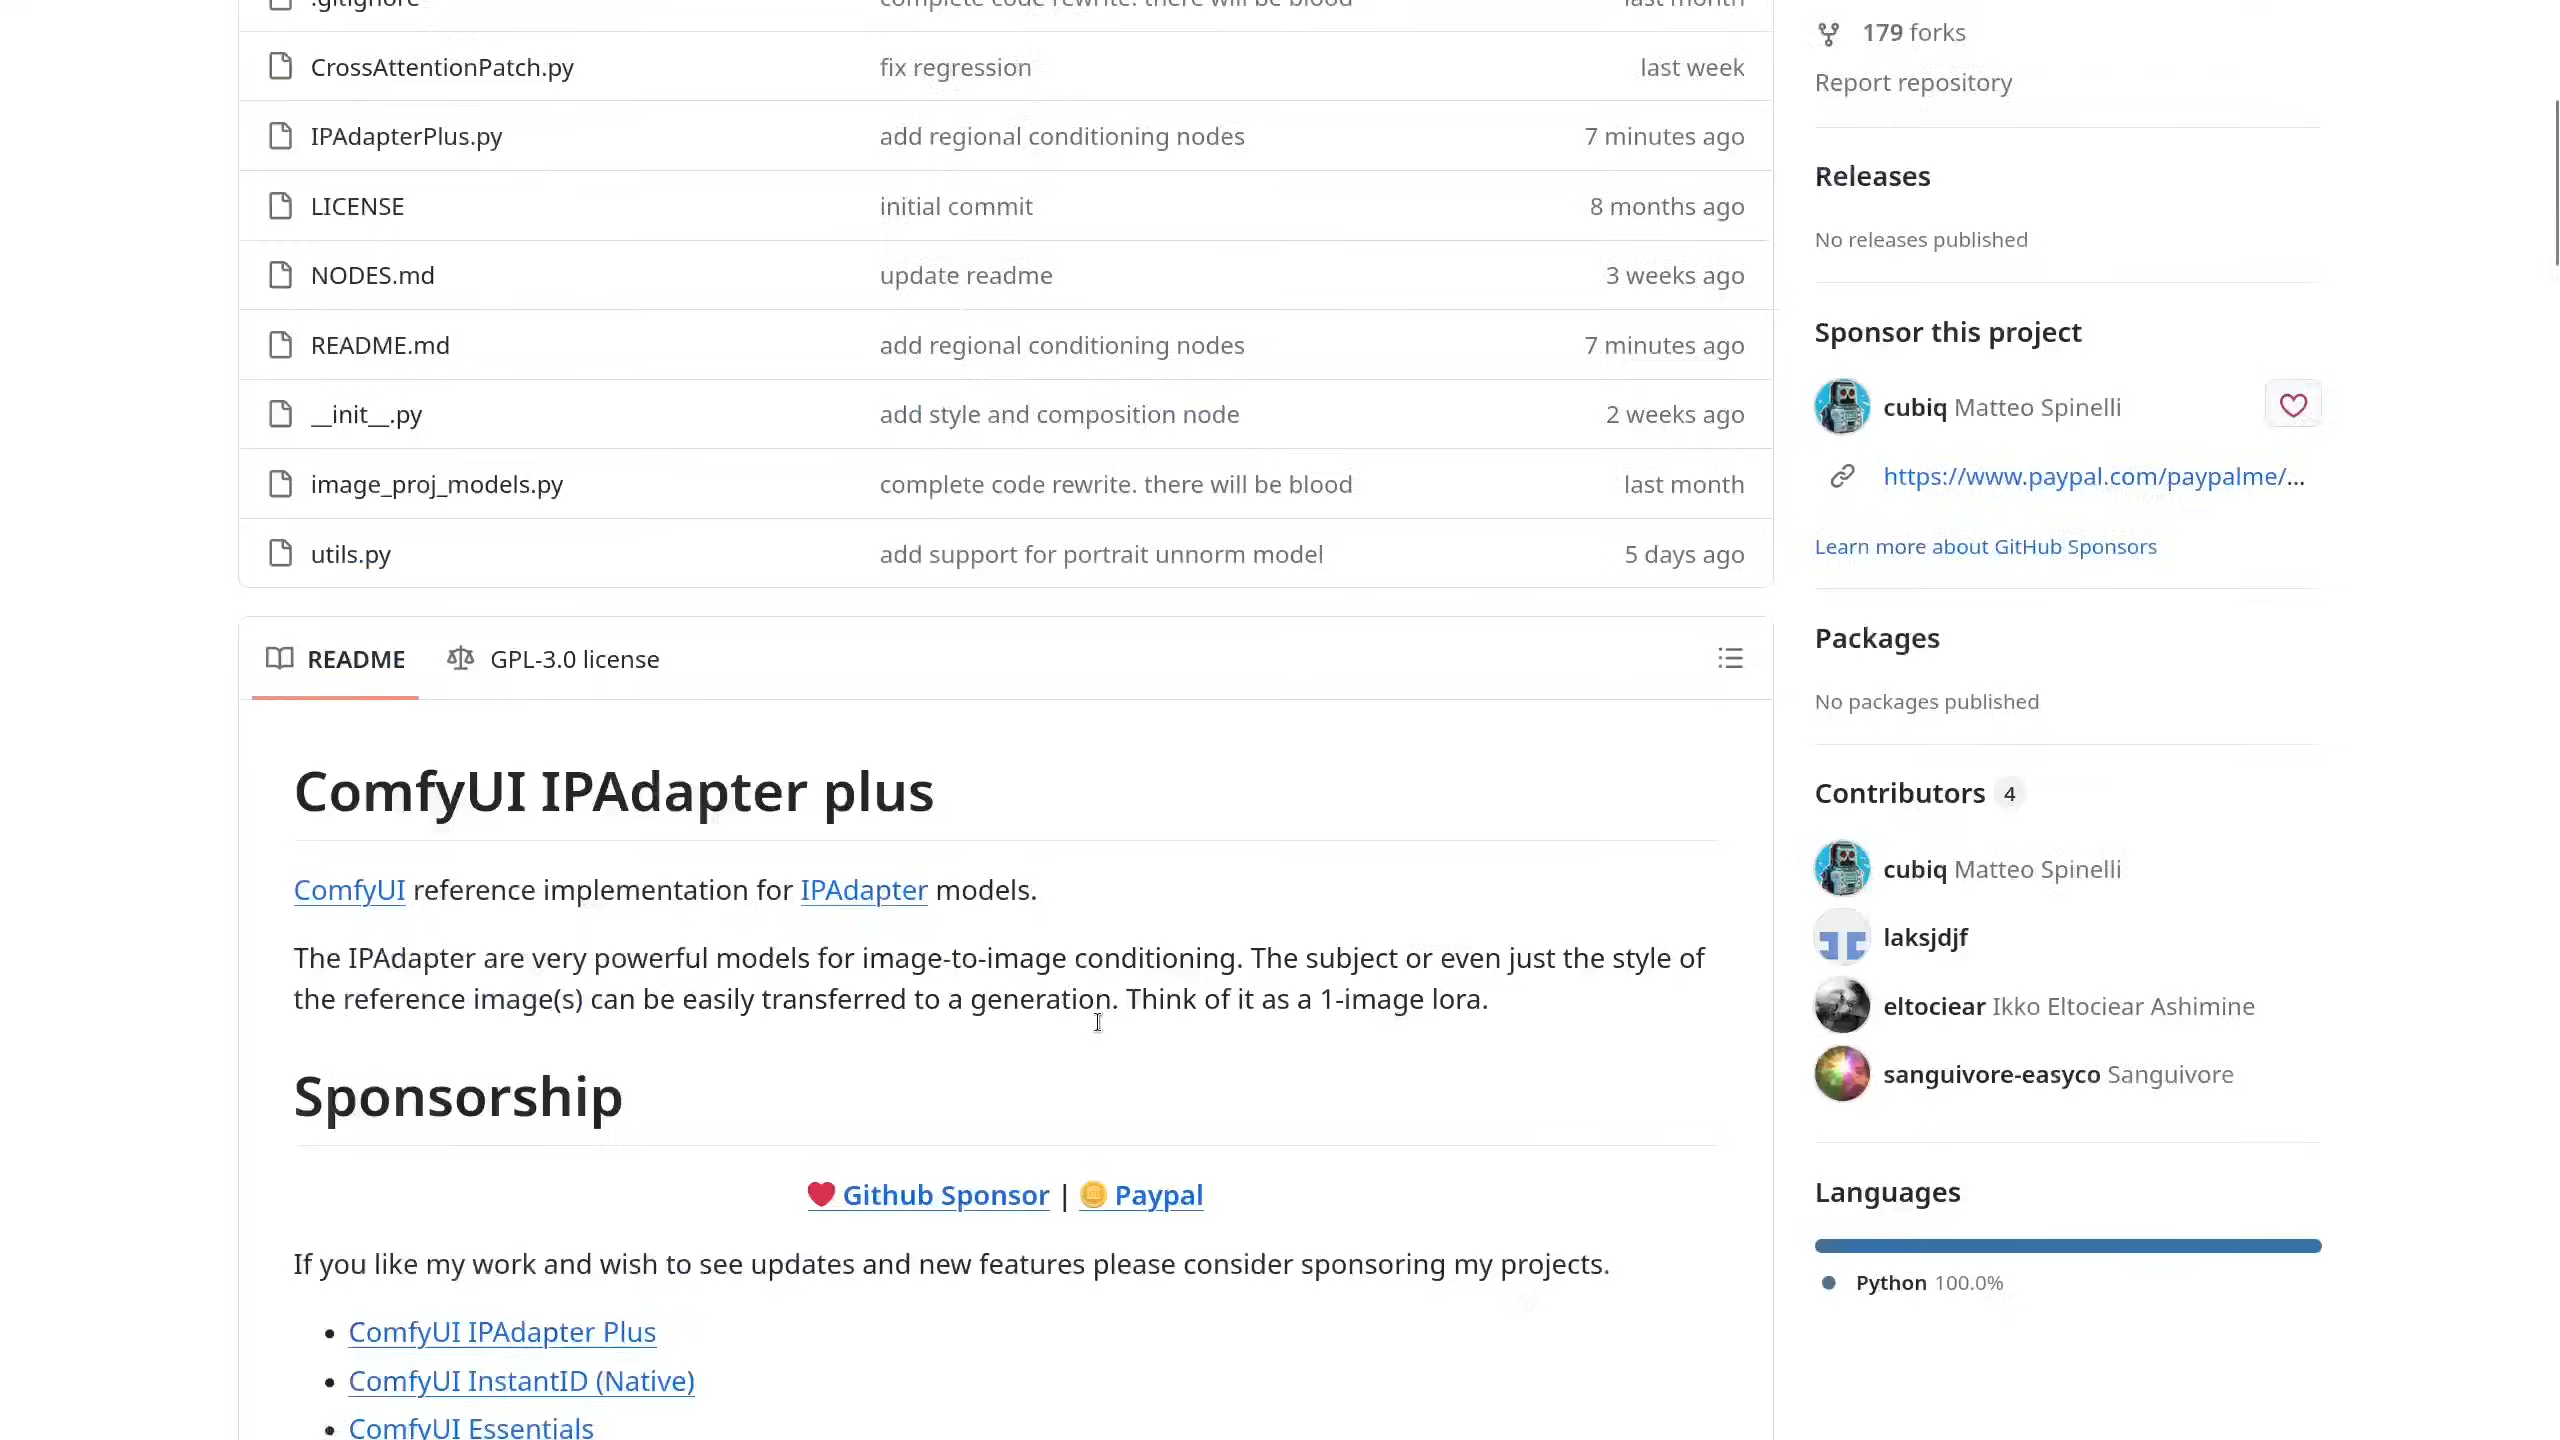 .gitignore complete code rewrite. there will be blood last month
CrossAttentionPatch.py fix regression last week
IPAdapterPlus.py add regional conditioning nodes 7 minutes ago
LICENSE initial commit 8 months ago
NODES.md update readme 3 weeks ago
README.md add regional conditioning nodes 7 minutes ago
__init__.py add style and composition node 2 weeks ago
image_proj_models.py complete code rewrite. there will be blood last month
utils.py add support for portrait unnorm model 5 days ago
README GPL-3.0 license
ComfyUI IPAdapter plus
ComfyUI reference implementation for IPAdapter models.
The IPAdapter are very powerful models for image-to-image conditioning. The subject or even just the style of
the reference image(s) can be easily transferred to a generation. Think of it as a 1-image lora.
Sponsorship
Github Sponsor | Paypal
If you like my work and wish to see updates and new features please consider sponsoring my projects.
ComfyUI IPAdapter Plus
ComfyUI InstantID (Native)
ComfyUI Essentials
179 forks
Report repository
Releases
No releases published
Sponsor this project
cubiq Matteo Spinelli
https://www.paypal.com/paypalme/...
Learn more about GitHub Sponsors
Packages
No packages published
Contributors 4
cubiq Matteo Spinelli
laksjdjf
eltociear Ikko Eltociear Ashimine
sanguivore-easyco Sanguivore
Languages
Python 100.0%